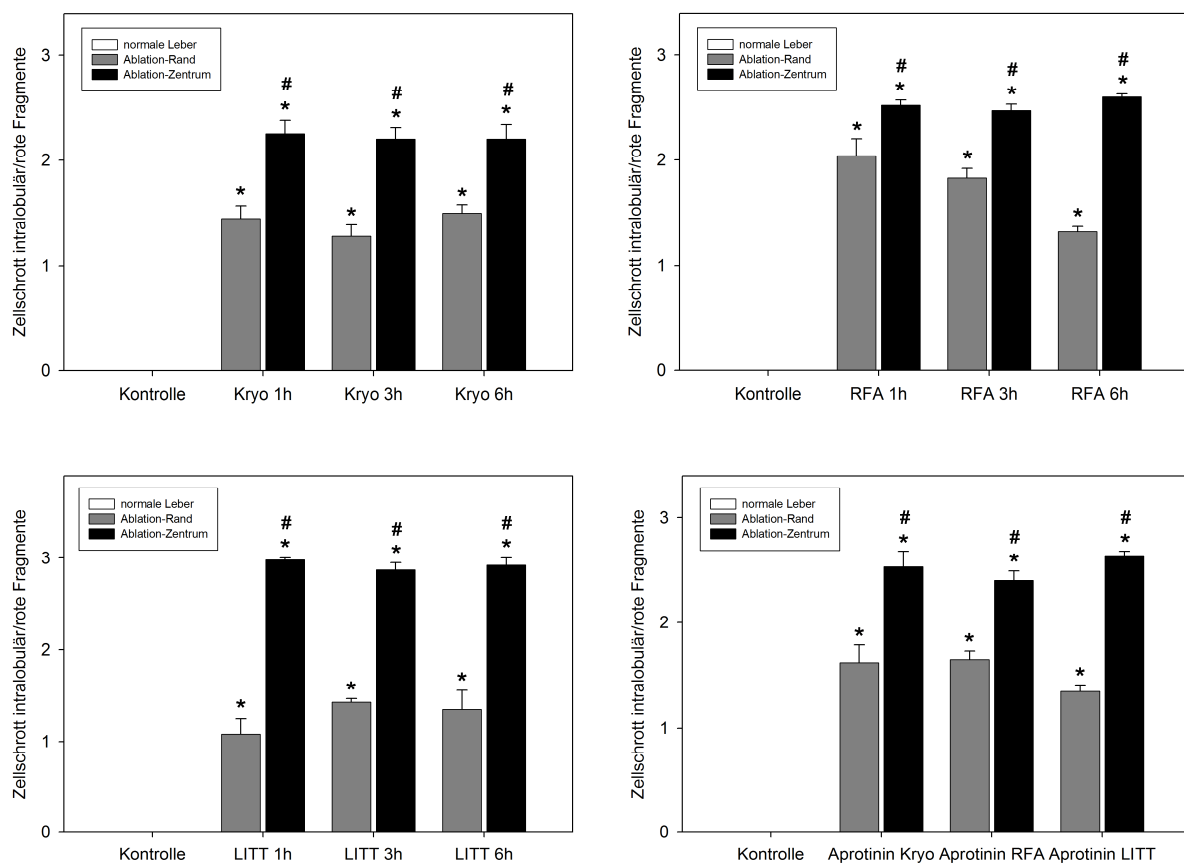 Zellschrott intralobulär/rote Fragmente
3
2
1
0
normale Leber
Ablation-Rand
Ablation-Zentrum
#
*
#
*
#
*
*
*
*
Kontrolle Kryo 1h Kryo 3h Kryo 6h
Zellschrott intralobulär/rote Fragmente
3
2
1
0
normale Leber
Ablation-Rand
Ablation-Zentrum
#
*
#
*
#
*
*
*
*
Kontrolle RFA 1h RFA 3h RFA 6h
Zellschrott intralobulär/rote Fragmente
3
2
1
0
normale Leber
Ablation-Rand
Ablation-Zentrum
#
*
#
*
#
*
*
*
*
Kontrolle LITT 1h LITT 3h LITT 6h
Zellschrott intralobulär/rote Fragmente
3
2
1
0
normale Leber
Ablation-Rand
Ablation-Zentrum
#
*
#
*
#
*
*
*
*
Kontrolle Aprotinin Kryo Aprotinin RFA Aprotinin LITT